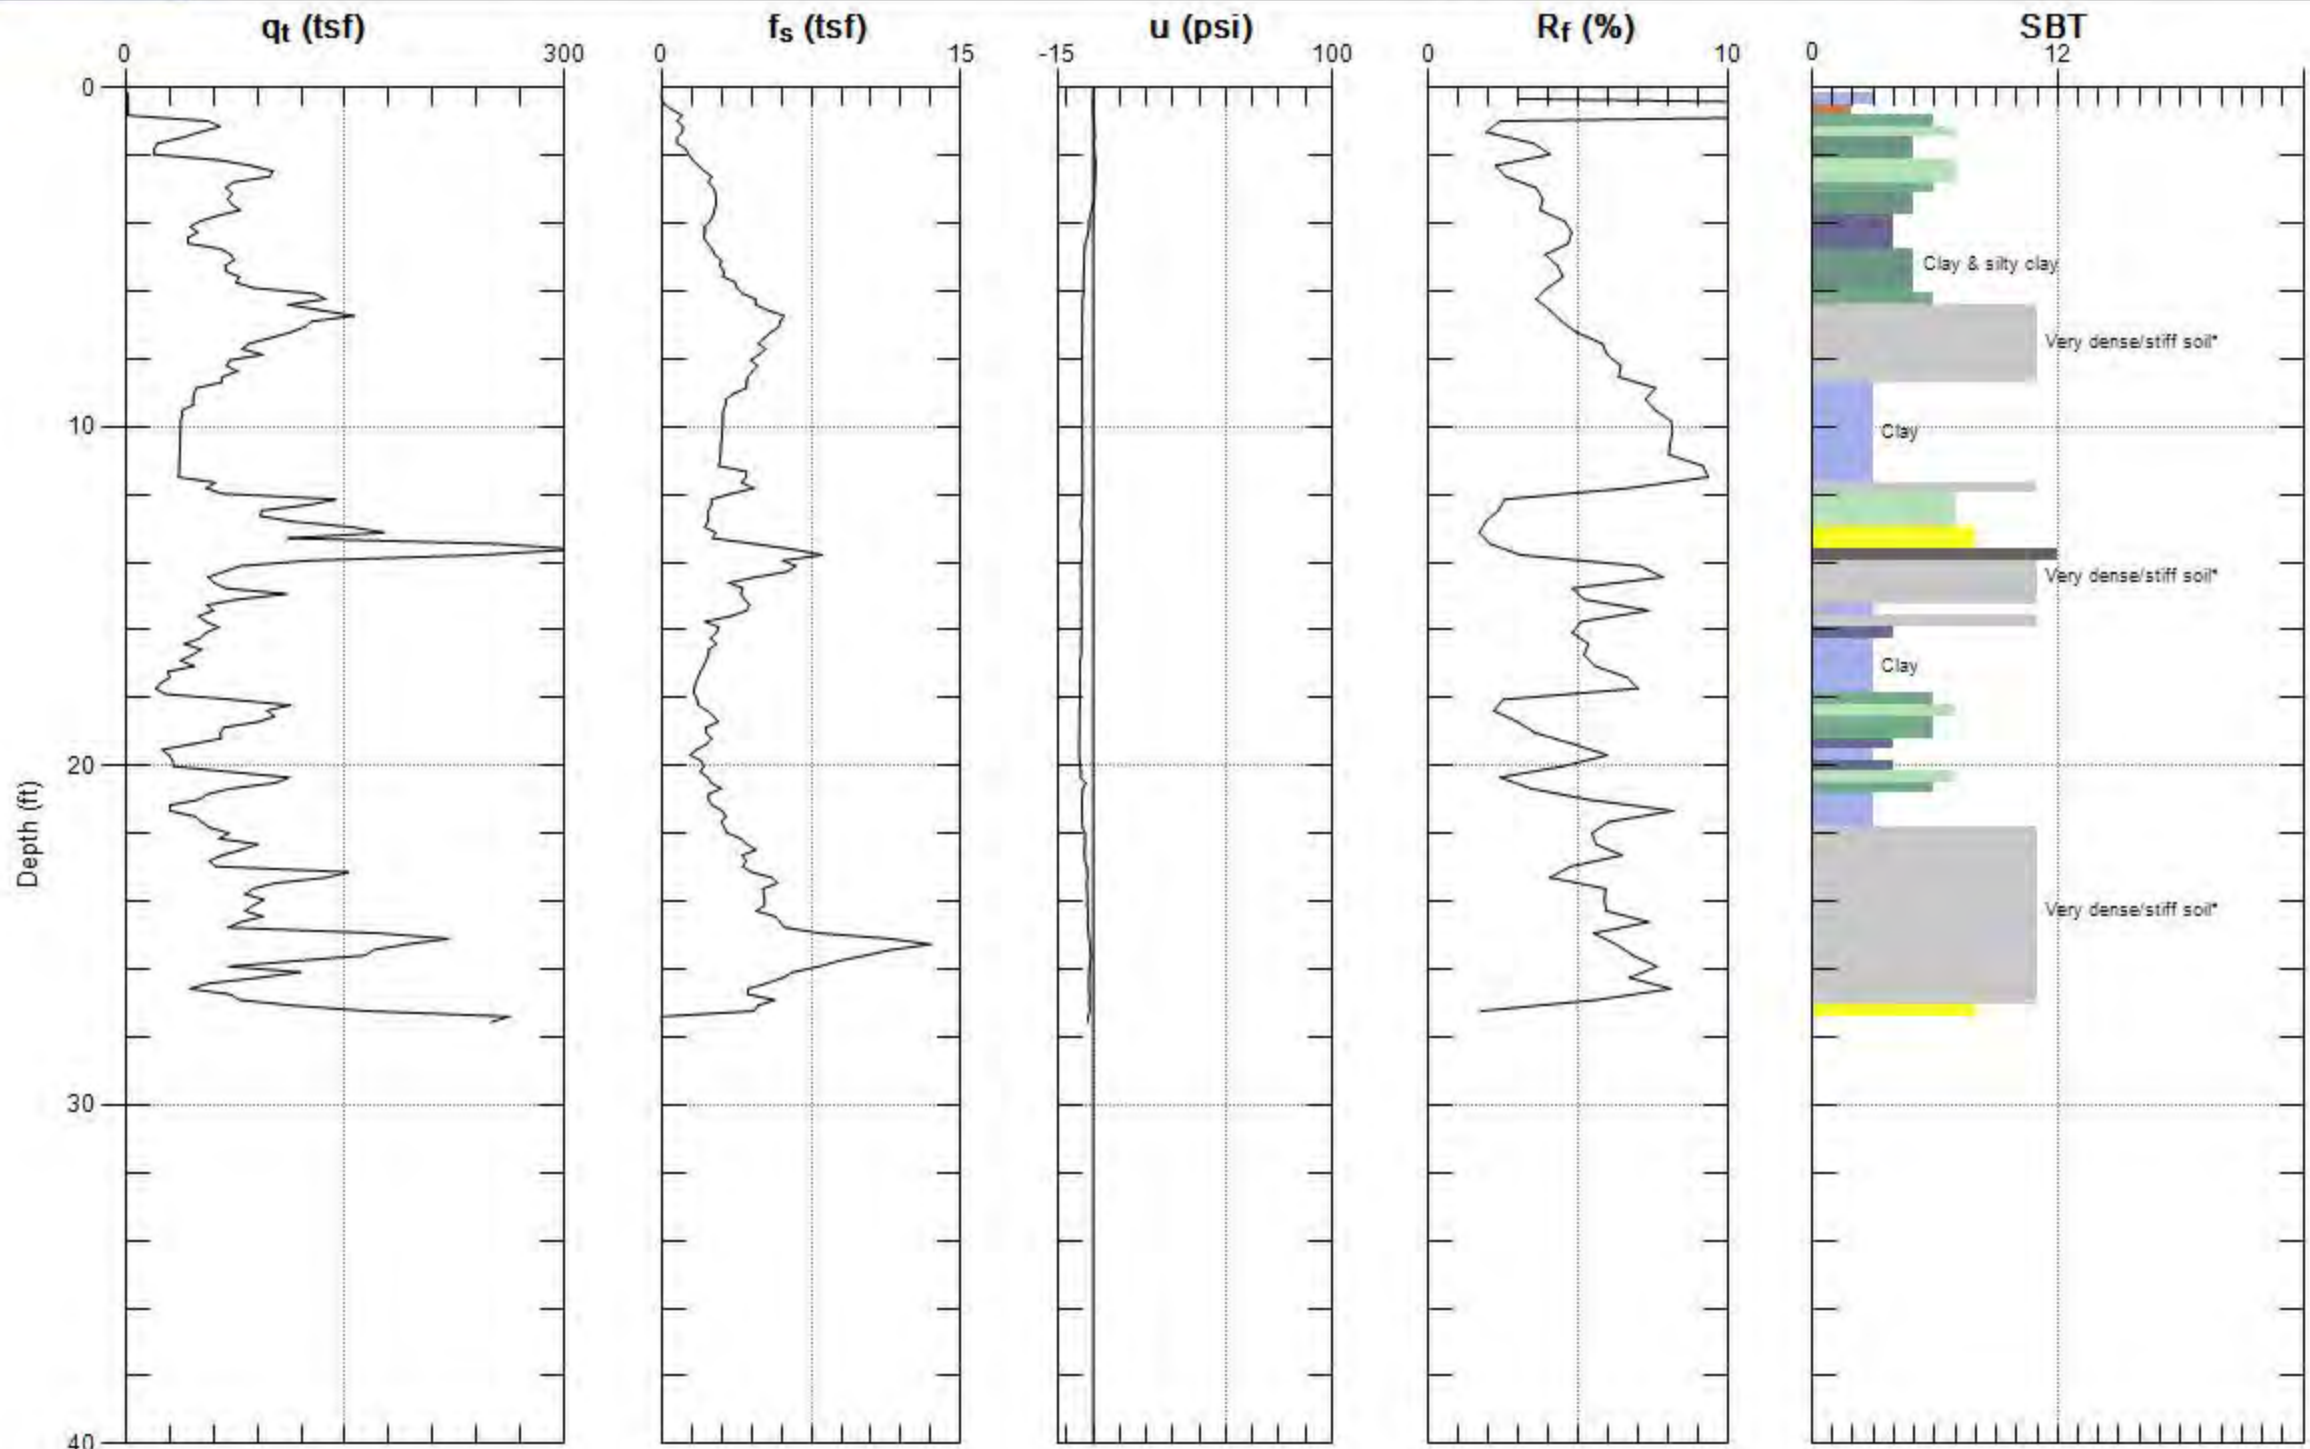 qt (tsf) fs (tsf) u (psi) Rf (%) SBT
0 300 0 15 -15 100 0 10 0 12
0
Clay & silty clay
Very dense/stiff soil*
10
Clay
Very dense/stiff soil*
Clay
20
Depth (ft)
Very dense/stiff soil*
30
40